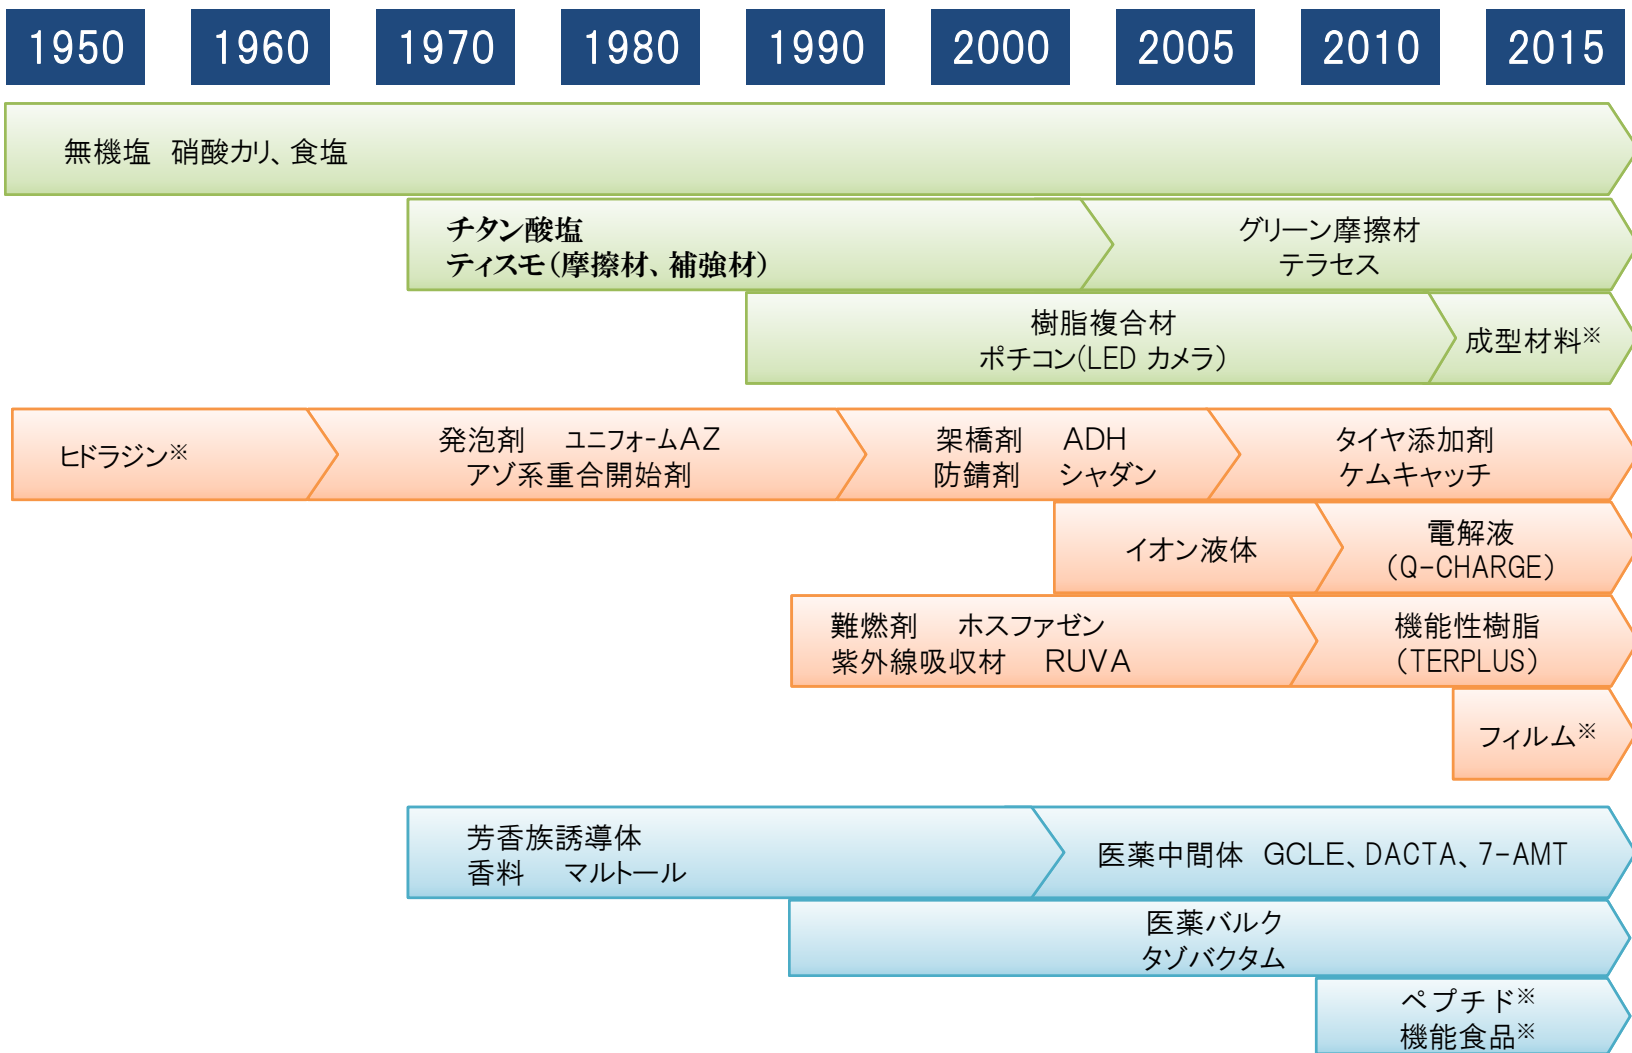 1950 1960 1970 1980 1990 2000 2005 2010 2015
無機塩 硝酸カリ、食塩
チタン酸塩
ティスモ(摩擦材、補強材)
グリーン摩擦材
テラセス
樹脂複合材
ポチコン(LED カメラ)
成型材料※
ヒドラジン※
発泡剤 ユニフォームAZ
アゾ系重合開始剤
架橋剤 ADH
防錆剤 シャダン
タイヤ添加剤
ケムキャッチ
イオン液体
電解液
(Q-CHARGE)
難燃剤 ホスファゼン
紫外線吸収材 RUVA
機能性樹脂
(TERPLUS)
フィルム※
芳香族誘導体
香料 マルトール
医薬中間体 GCLE、DACTA、7-AMT
医薬バルク
タゾバクタム
ペプチド※
機能食品※